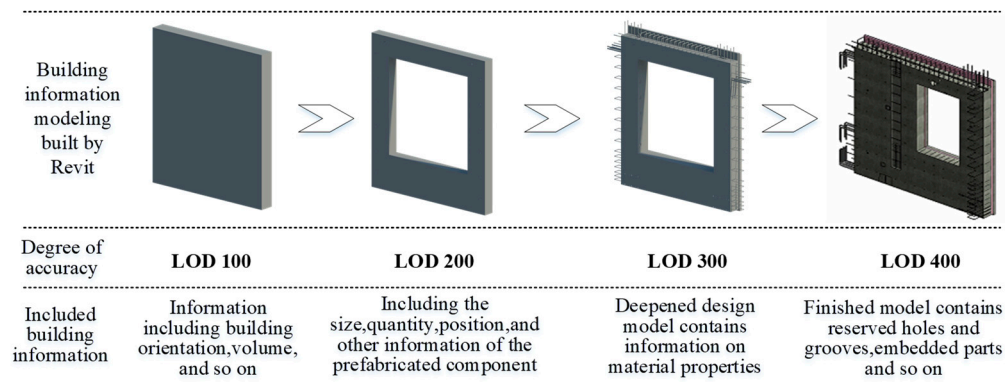 Building
information
modeling
built by
Revit
Degree of
accuracy
LOD 100
LOD 200
LOD 300
LOD 400
Included
building
information
Information
including building
orientation,volume,
and so on
Including the
size,quantity,position,and
other information of the
prefabricated component
Deepened design
model contains
information on
material properties
Finished model contains
reserved holes and
grooves,embedded parts
and so on